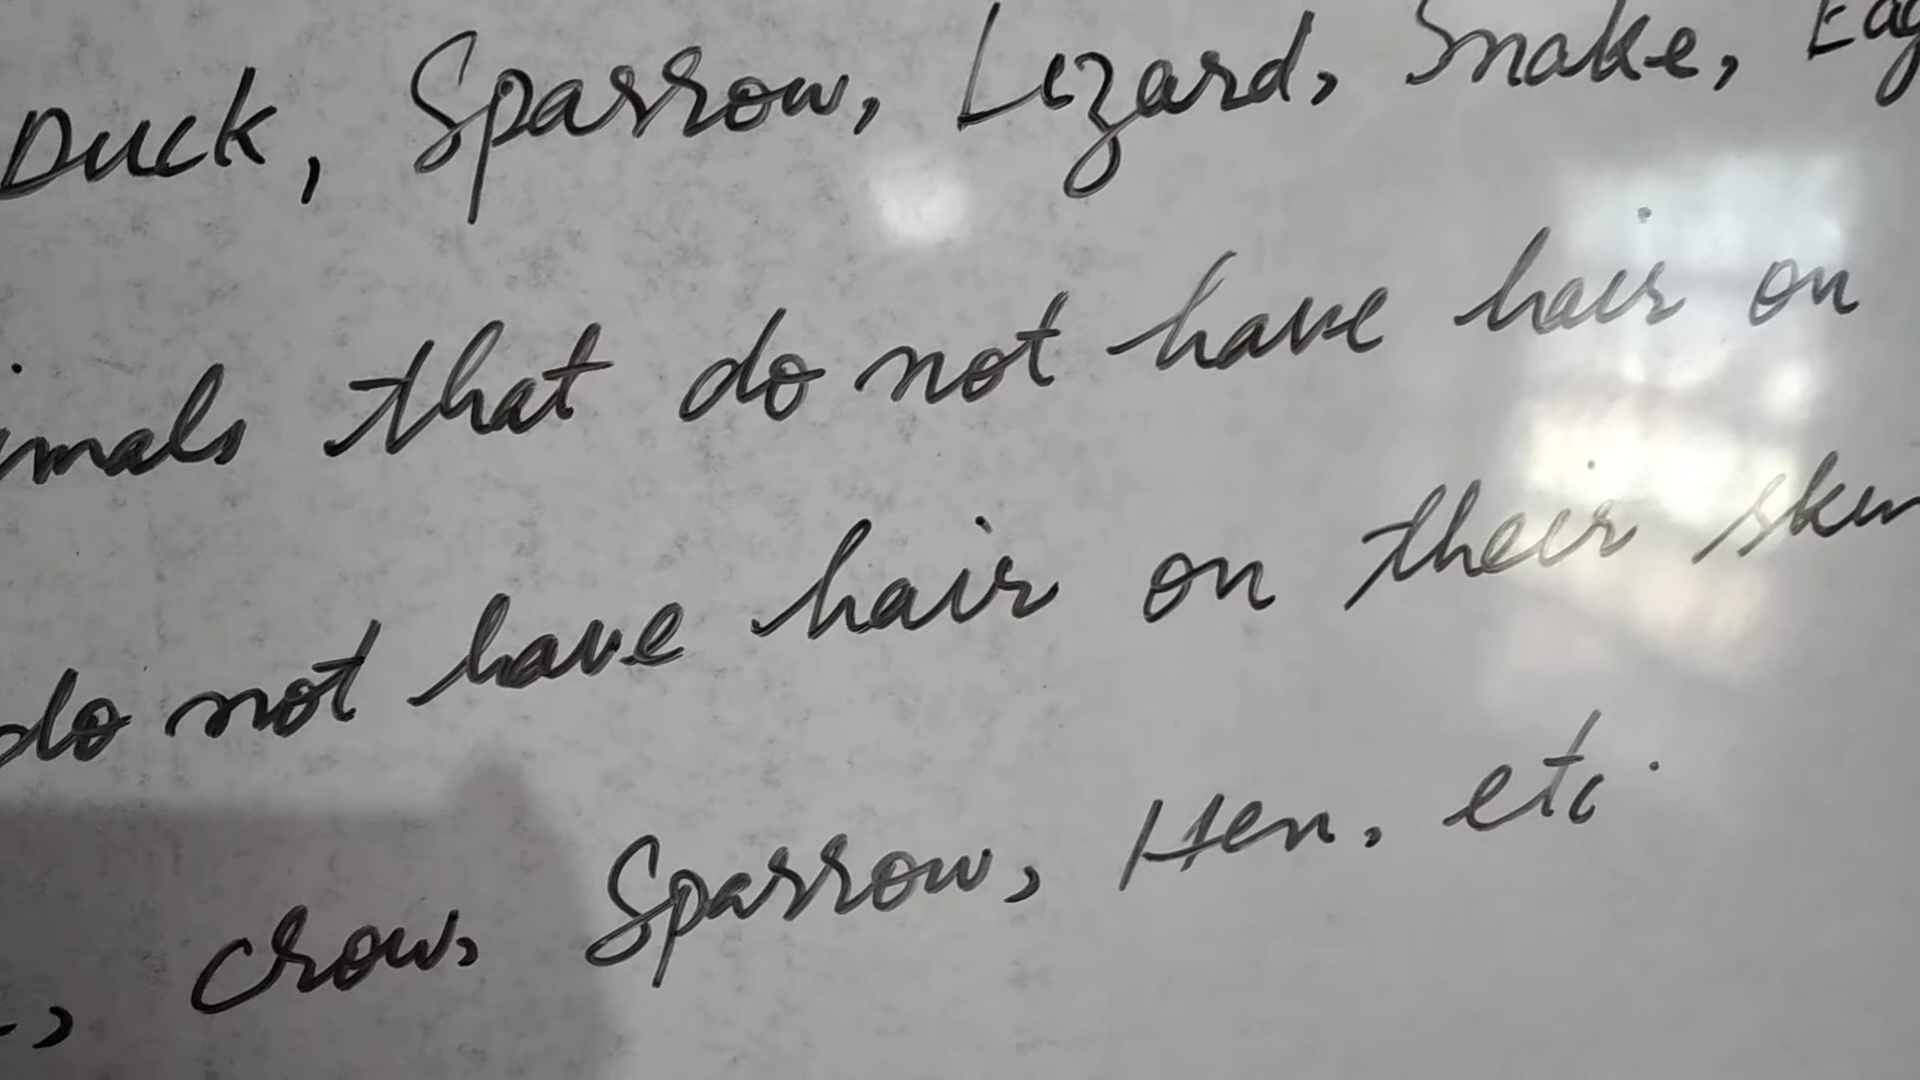 Duck, Sparrow, Lizard, Snake,
that do not have hair on
do not have hair on their skin
, Crow, Sparrow, Hen, etc.